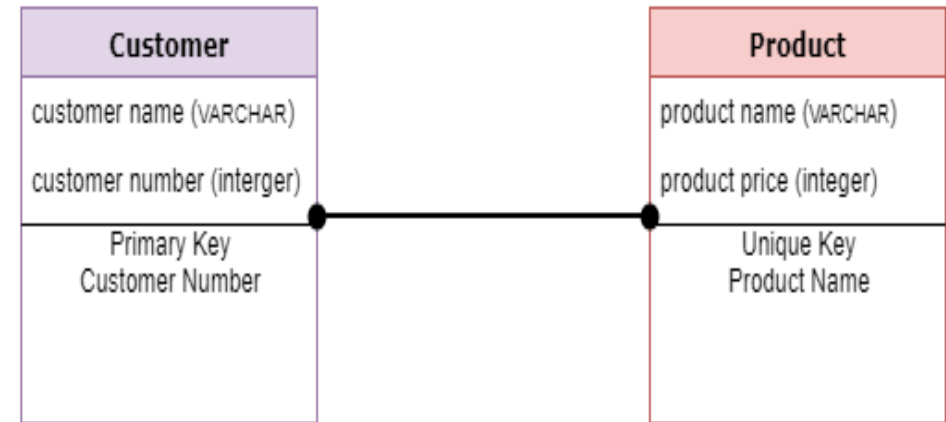 Customer
customer name (VARCHAR)
customer number (interger)
Primary Key
Customer Number
Product
product name (VARCHAR)
product price (integer)
Unique Key
Product Name